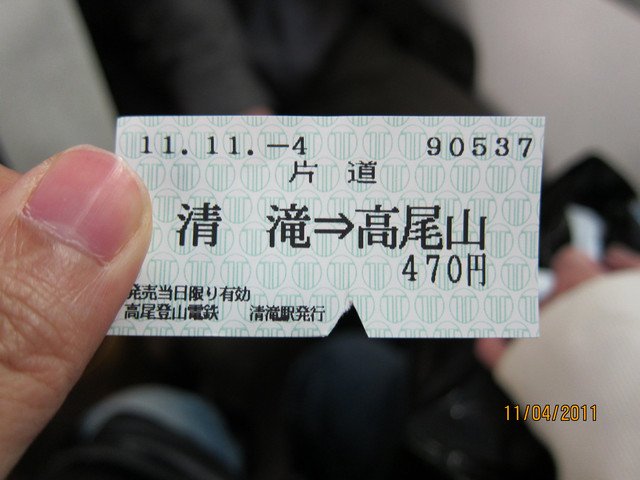 11.11.-4 90537
片道
清滝⇒高尾山
470円
発売当日限り有効
高尾登山電鉄 清滝駅発行
11/04/2011